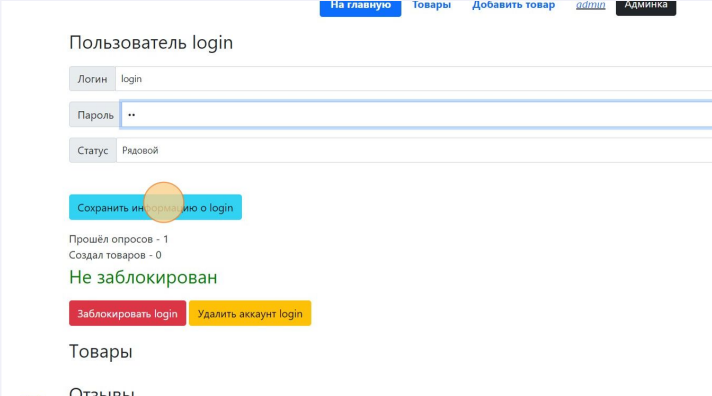 На главную Товары Добавить товар admin Админка
Пользователь login
Логин login
Пароль ••
Статус Рядовой
Сохранить информацию о login
Прошёл опросов - 1
Создал товаров - 0
Не заблокирован
Заблокировать login Удалить аккаунт login
Товары
Отзывы